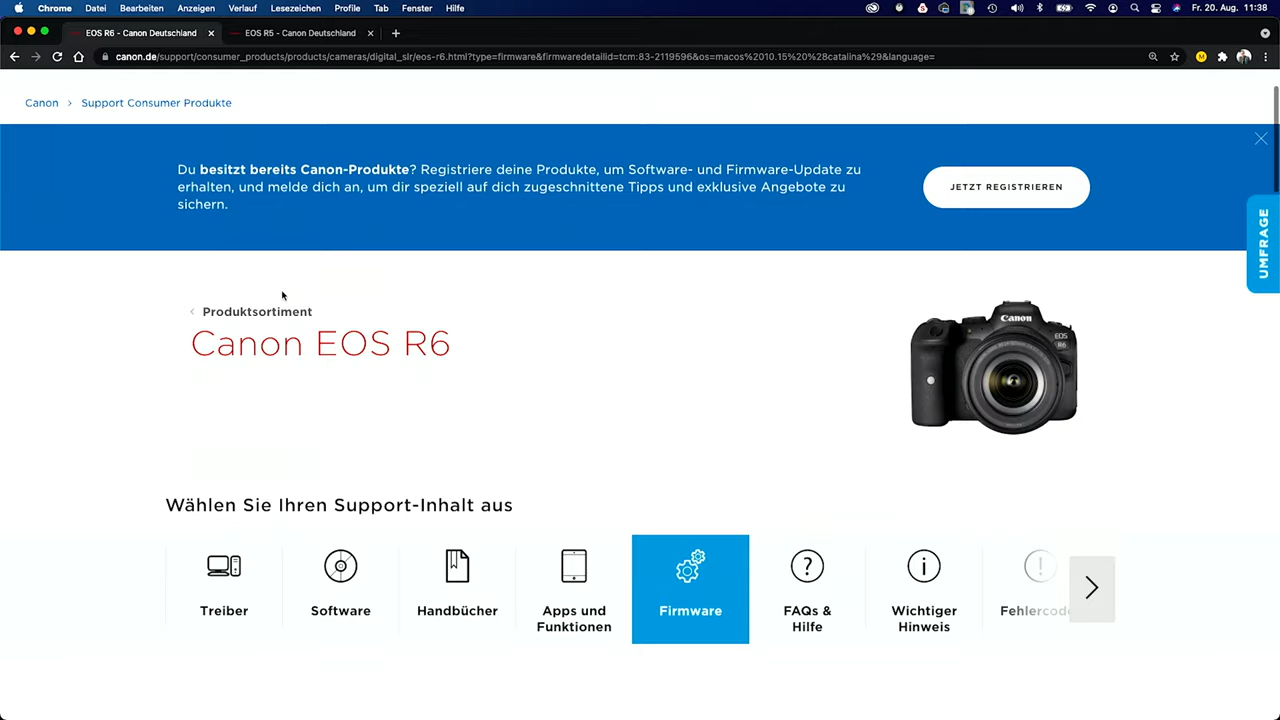 Chrome Datei Bearbeiten Anzeigen Verlauf Lesezeichen Profile Tab Fenster Hilfe Fr. 20. Aug. 11:38
EOS R6 - Canon Deutschland EOS R5 - Canon Deutschland
canon.de/support/consumer_products/products/cameras/digital_slr/eos-r6.html?type=firmware&firmwaredetailid=tcm:83-2119596&os=macos%2010.15%20%28catalina%29&language=
M
Canon > Support Consumer Produkte
Du besitzt bereits Canon-Produkte? Registriere deine Produkte, um Software- und Firmware-Update zu
erhalten, und melde dich an, um dir speziell auf dich zugeschnittene Tipps und exklusive Angebote zu
sichern.
JETZT REGISTRIEREN
UMFRAGE
Produktsortiment
Canon EOS R6
Canon
EOS
R6
Wählen Sie Ihren Support-Inhalt aus
Treiber
Software
Handbücher
Apps und
Funktionen
Firmware
FAQs &
Hilfe
Wichtiger
Hinweis
Fehlercod